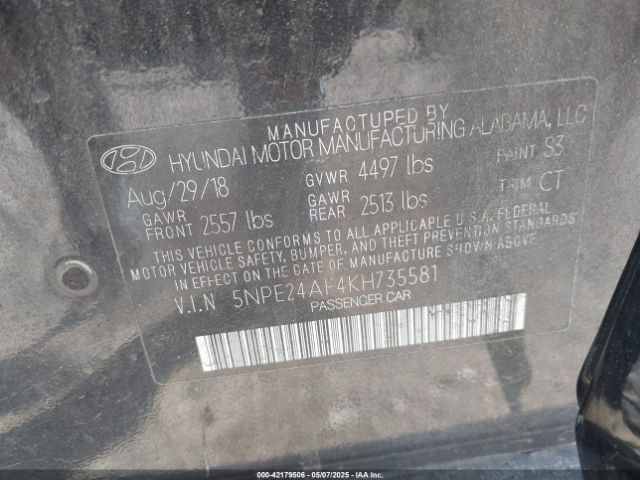 MANUFACTURED BY
HYUNDAI MOTOR MANUFACTURING ALABAMA, LLC
Aug/29/18 GVWR 4497 lbs PAINT S3
GAWR FRONT 2557 lbs GAWR REAR 2513 lbs TRIM CT
THIS VEHICLE CONFORMS TO ALL APPLICABLE U.S.A. FEDERAL
MOTOR VEHICLE SAFETY, BUMPER, AND THEFT PREVENTION STANDARDS
IN EFFECT ON THE DATE OF MANUFACTURE SHOWN ABOVE
V.I.N 5NPE24AF4KH735581
PASSENGER CAR
000-42179506 - 05/07/2025 - IAAI.COM